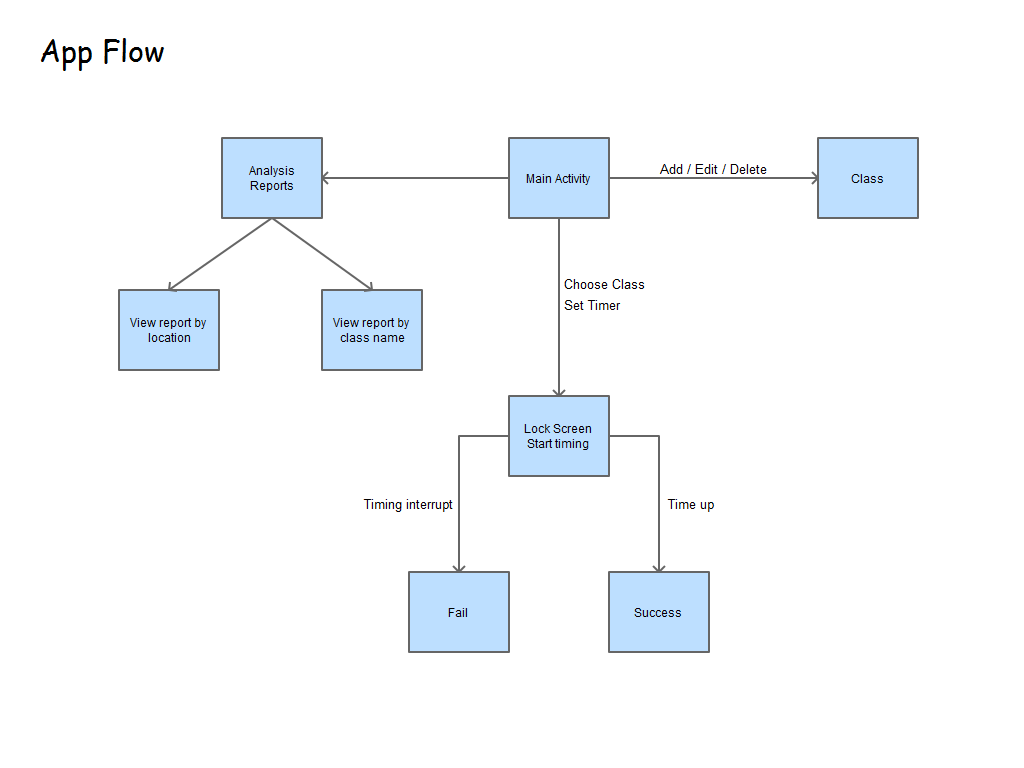 App Flow
Analysis
Reports
Main Activity
Add / Edit / Delete
Class
Choose Class
Set Timer
View report by
location
View report by
class name
Lock Screen
Start timing
Timing interrupt
Time up
Fail
Success